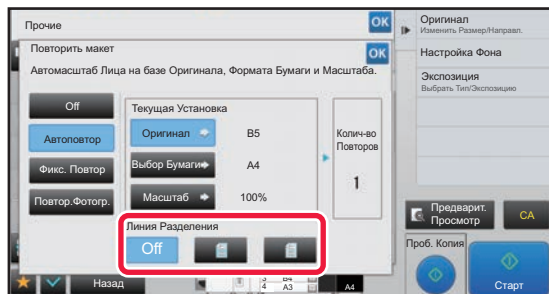 Прочие
OK
Повторить макет
OK
Автомасштаб Лица на базе Оригинала, Формата Бумаги и Масштаба.
Off
Автоповтор
Фикс. Повтор
Повтор.Фотогр.
Текущая Установка
Оригинал
B5
Выбор Бумаги
A4
Масштаб
100%
Колич-во
Повторов
1
Линия Разделения
Off
Назад
4 A3
A4
Оригинал
Изменить Размер/Направл.
Настройка Фона
Экспозиция
Выбрать Тип/Экспозицию
Предварит.
Просмотр
CA
Проб. Копия
Старт